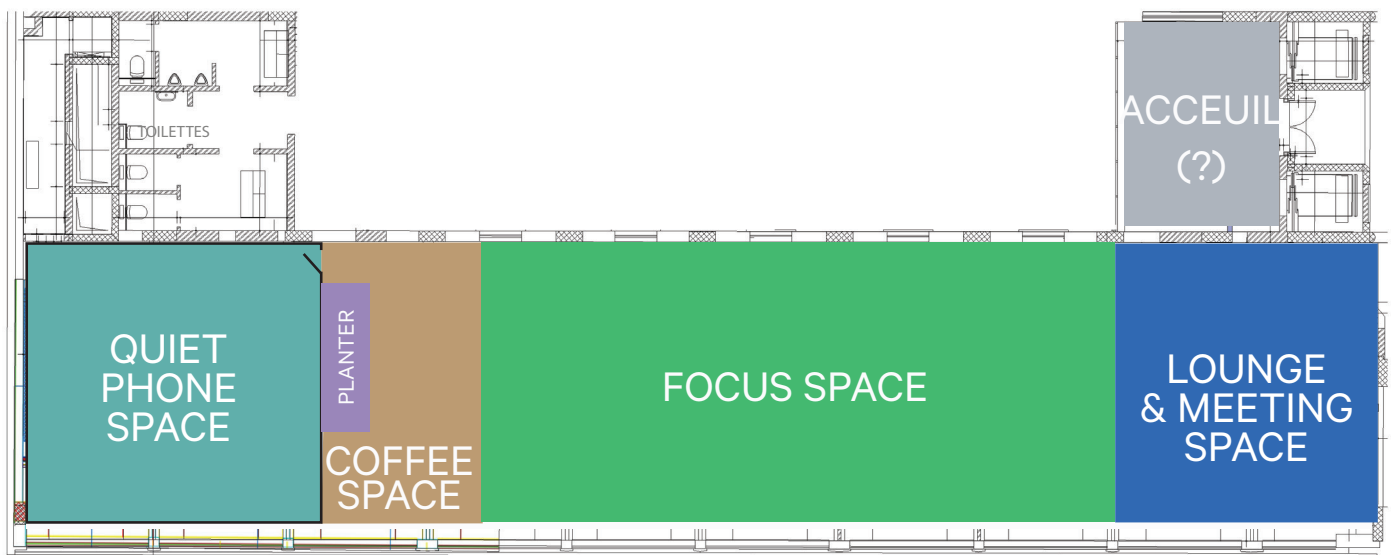 TOILETTES
ACCEUIL
(?)
QUIET
PHONE
SPACE
PLANTER
COFFEE
SPACE
FOCUS SPACE
LOUNGE
& MEETING
SPACE